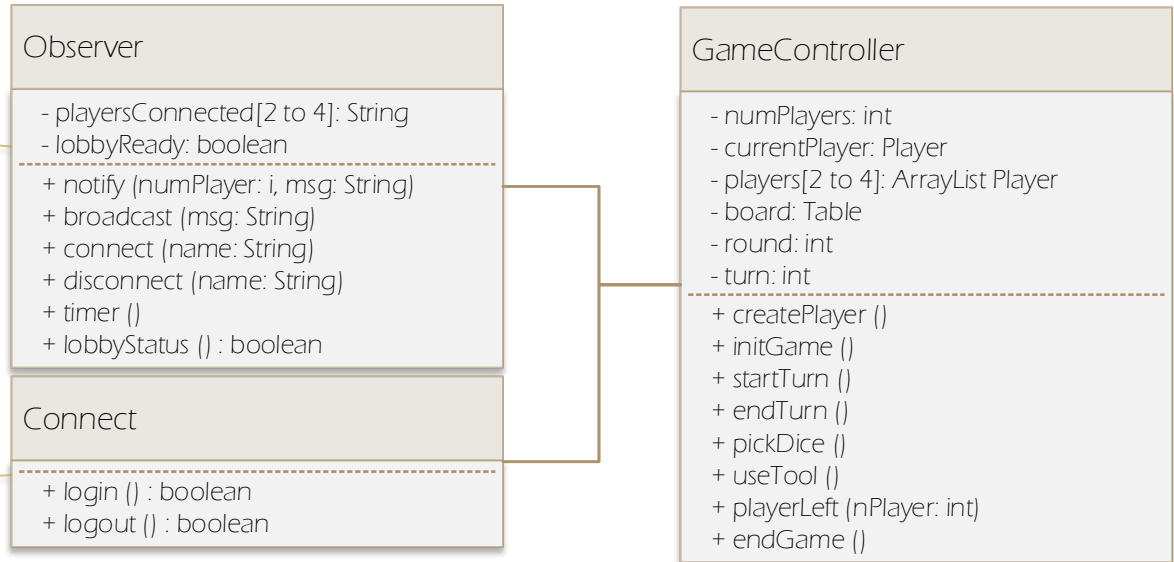 Observer
- playersConnected[2 to 4]: String
- lobbyReady: boolean
+ notify (numPlayer: i, msg: String)
+ broadcast (msg: String)
+ connect (name: String)
+ disconnect (name: String)
+ timer ()
+ lobbyStatus () : boolean
Connect
+ login () : boolean
+ logout () : boolean
GameController
- numPlayers: int
- currentPlayer: Player
- players[2 to 4]: ArrayList Player
- board: Table
- round: int
- turn: int
+ createPlayer ()
+ initGame ()
+ startTurn ()
+ endTurn ()
+ pickDice ()
+ useTool ()
+ playerLeft (nPlayer: int)
+ endGame ()